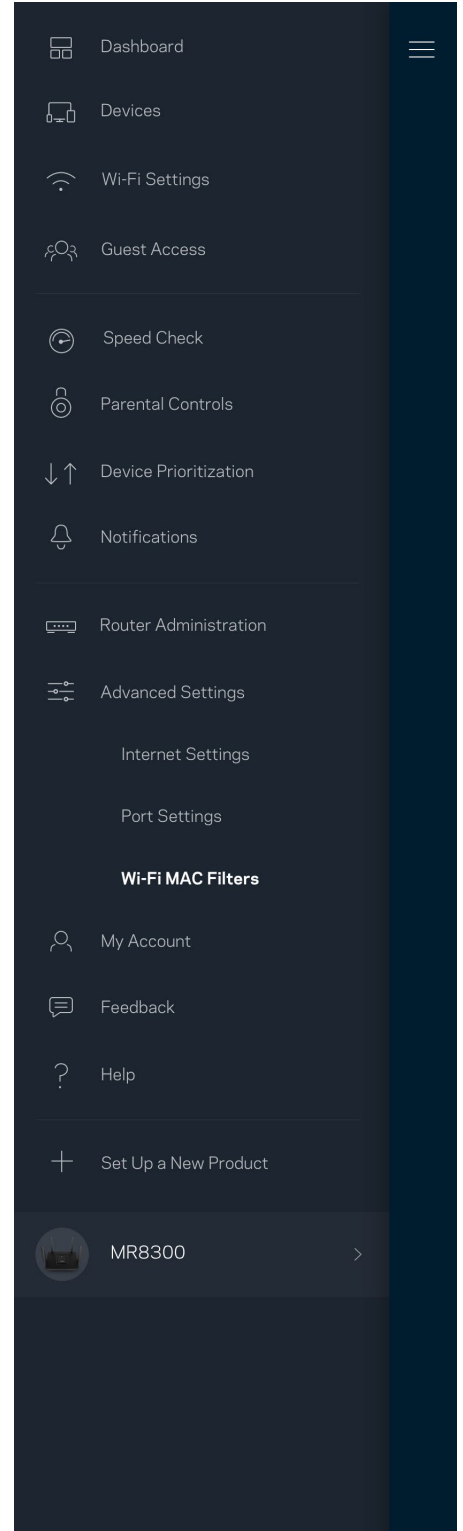 Dashboard
Devices
Wi-Fi Settings
Guest Access
Speed Check
Parental Controls
Device Prioritization
Notifications
Router Administration
Advanced Settings
Internet Settings
Port Settings
Wi-Fi MAC Filters
My Account
Feedback
Help
Set Up a New Product
MR8300